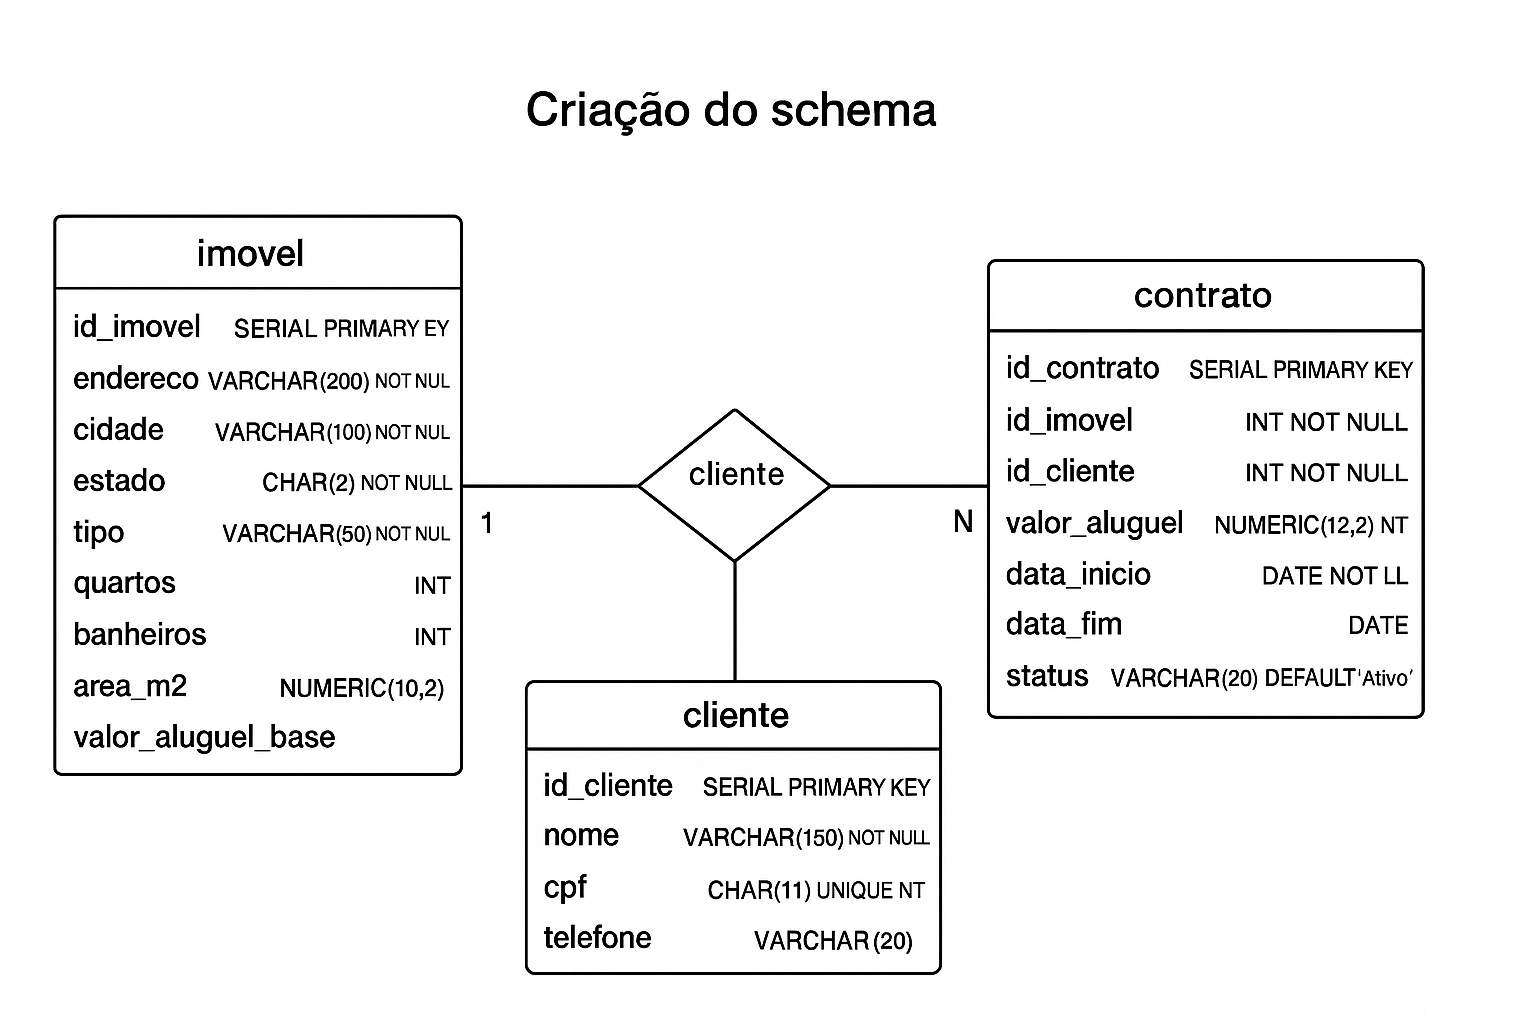 Criação do schema
imovel
id_imovel SERIAL PRIMARY EY
endereco VARCHAR(200) NOT NUL
cidade VARCHAR(100) NOT NUL
estado CHAR(2) NOT NULL
tipo VARCHAR(50) NOT NUL
quartos INT
banheiros INT
area_m2 NUMERIC(10,2)
valor_aluguel_base
1
cliente
N
contrato
id_contrato SERIAL PRIMARY KEY
id_imovel INT NOT NULL
id_cliente INT NOT NULL
valor_aluguel NUMERIC(12,2) NT
data_inicio DATE NOT LL
data_fim DATE
status VARCHAR(20) DEFAULT'Ativo'
cliente
id_cliente SERIAL PRIMARY KEY
nome VARCHAR(150) NOT NULL
cpf CHAR(11) UNIQUE NT
telefone VARCHAR (20)